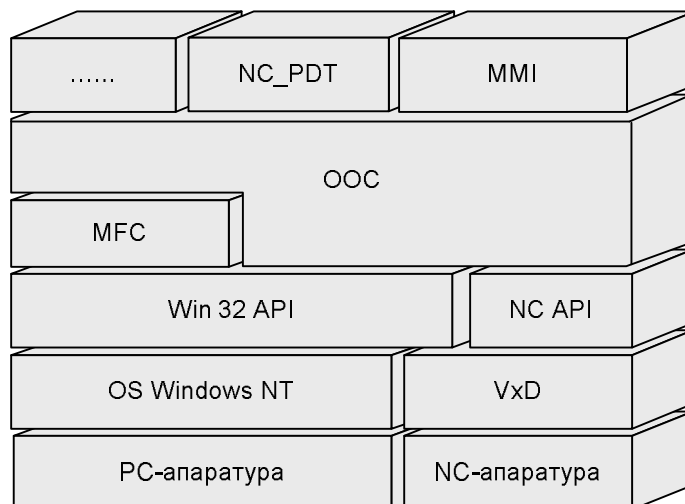 ...... NC_PDT MMI
OOC
MFC
Win 32 API NC API
OS Windows NT VxD
PC-апаратура NC-апаратура